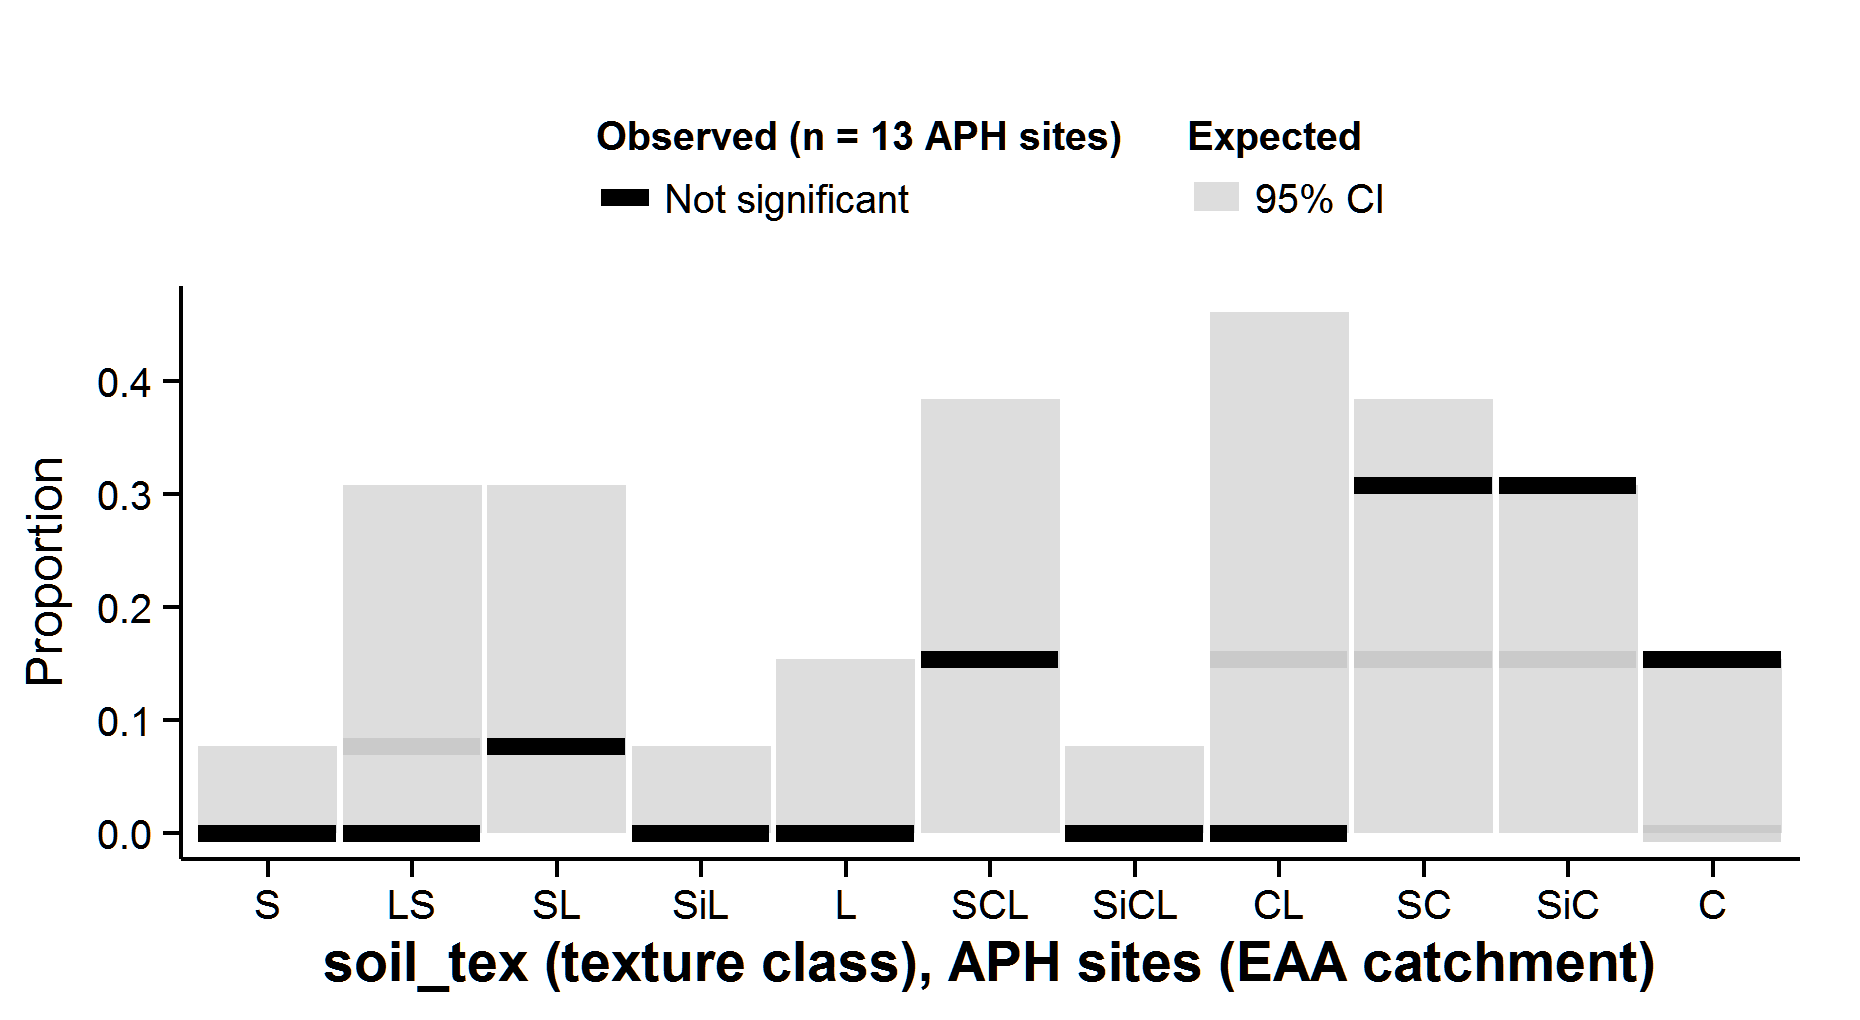 Observed (n = 13 APH sites) Expected
Not significant 95% CI
0.4
0.3
0.2
0.1
0.0
Proportion
S LS SL SiL L SCL SiCL CL SC SiC C
soil_tex (texture class), APH sites (EAA catchment)